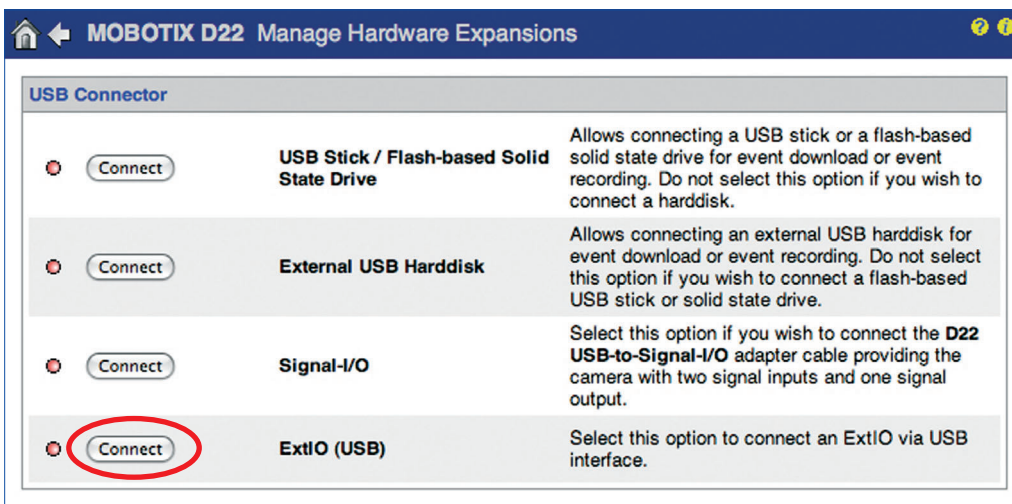 MOBOTIX D22 Manage Hardware Expansions
USB Connector
Connect
USB Stick / Flash-based Solid
State Drive
Allows connecting a USB stick or a flash-based
solid state drive for event download or event
recording. Do not select this option if you wish to
connect a harddisk.
Connect
External USB Harddisk
Allows connecting an external USB harddisk for
event download or event recording. Do not select
this option if you wish to connect a flash-based
USB stick or solid state drive.
Connect
Signal-I/O
Select this option if you wish to connect the D22
USB-to-Signal-I/O adapter cable providing the
camera with two signal inputs and one signal
output.
Connect
ExtIO (USB)
Select this option to connect an ExtIO via USB
interface.